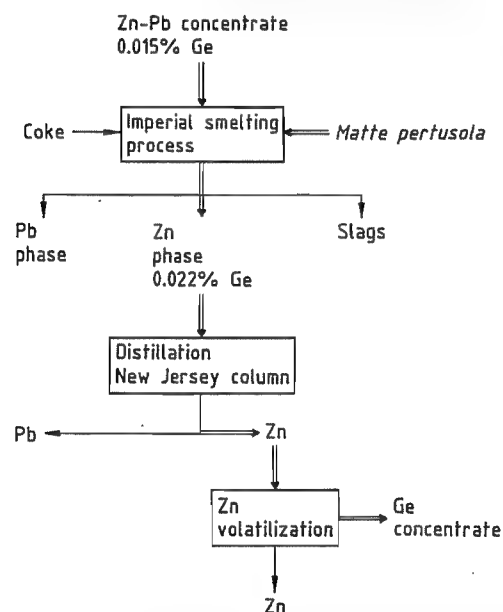 Zn-Pb concentrate
0.015% Ge
Coke
Imperial smelting
process
Matte pertusola
Pb
phase
Zn
phase
0.022% Ge
Slags
Distillation
New Jersey column
Pb
Zn
Zn
volatilization
Ge
concentrate
Zn